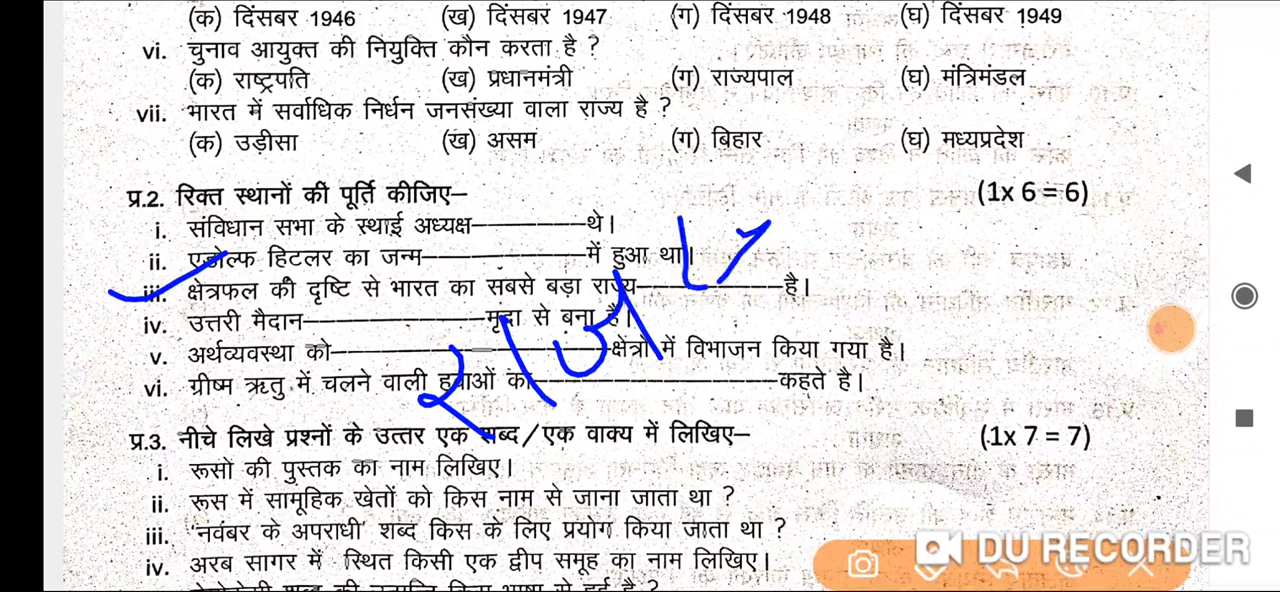 (क) दिंसबर 1946 (ख) दिंसबर 1947 (ग) दिंसबर 1948 (घ) दिंसबर 1949
vi. चुनाव आयुक्त की नियुक्ति कौन करता है ?
(क) राष्ट्रपति (ख) प्रधानमंत्री (ग) राज्यपाल (घ) मंत्रिमंडल
vii. भारत में सर्वाधिक निर्धन जनसंख्या वाला राज्य है ?
(क) उड़ीसा (ख) असम (ग) बिहार (घ) मध्यप्रदेश
प्र.2. रिक्त स्थानों की पूर्ति कीजिए– (1x 6 = 6)
i. संविधान सभा के स्थाई अध्यक्ष————थे।
ii. एडोल्फ हिटलर का जन्म——————में हुआ था।
iii. क्षेत्रफल की दृष्टि से भारत का सबसे बड़ा राज्य——————है।
iv. उत्तरी मैदान———————मृद्रा से बना है।
v. अर्थव्यवस्था को——————————क्षेंत्रों में विभाजन किया गया है।
vi. ग्रीष्म ऋतु में चलने वाली हवाओं को—————————कहते है।
प्र.3. नीचे लिखे प्रश्नों के उत्तर एक शब्द/एक वाक्य में लिखिए– (1x 7 = 7)
i. रूसो की पुस्तक का नाम लिखिए।
ii. रूस में सामूहिक खेतों को किस नाम से जाना जाता था ?
iii. 'नवंबर के अपराधी' शब्द किस के लिए प्रयोग किया जाता था ?
iv. अरब सागर में स्थित किसी एक द्वीप समूह का नाम लिखिए।
DU RECORDER